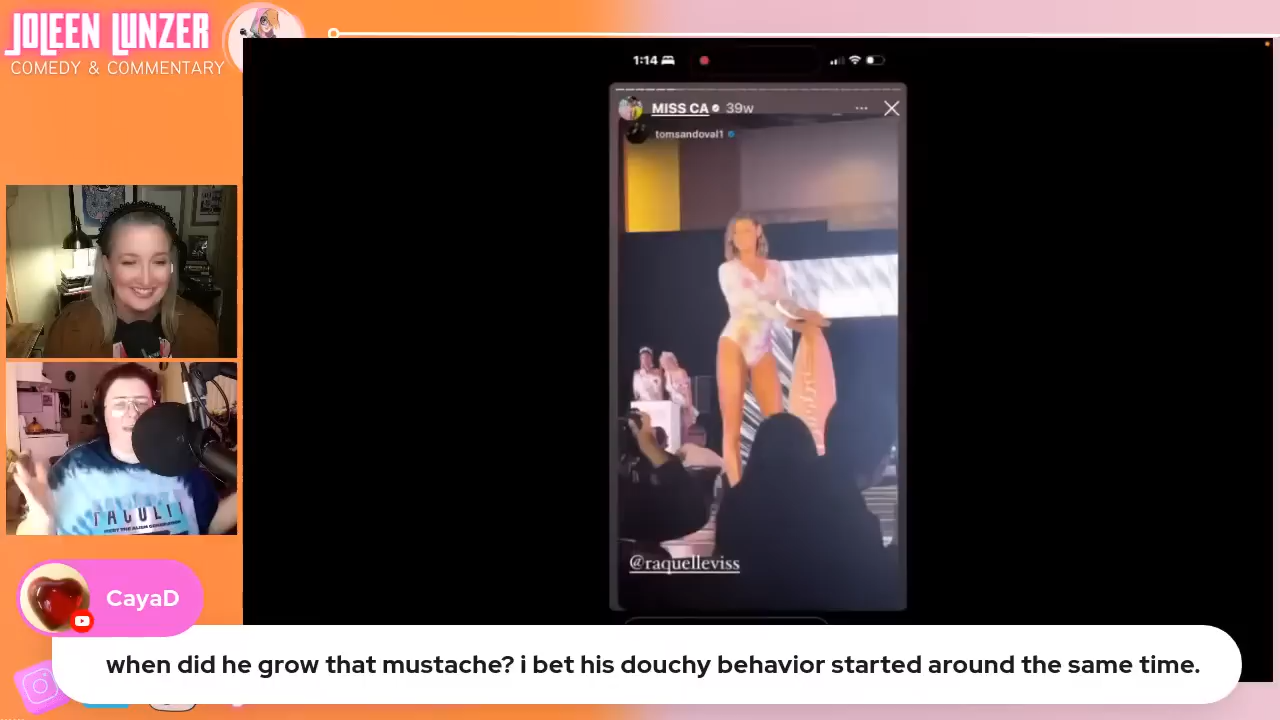 JOLEEN LUNZER
COMEDY & COMMENTARY
1:14
MISS CA 39w
tomsandoval1
@raquelleviss
CayaD
when did he grow that mustache? i bet his douchy behavior started around the same time.